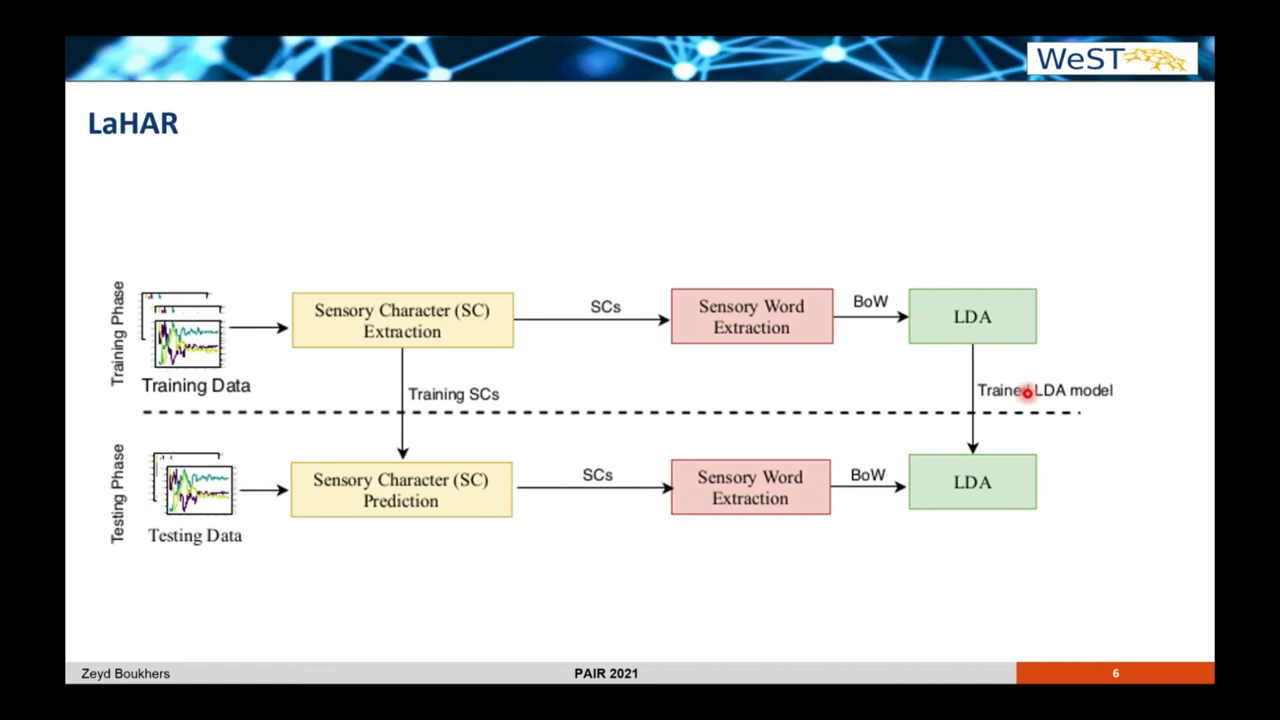 WeST
LaHAR
Training Phase
Training Data
Sensory Character (SC)
Extraction
SCs
Sensory Word
Extraction
BoW
LDA
Training SCs
Trained LDA model
Testing Phase
Testing Data
Sensory Character (SC)
Prediction
SCs
Sensory Word
Extraction
BoW
LDA
Zeyd Boukhers
PAIR 2021
6